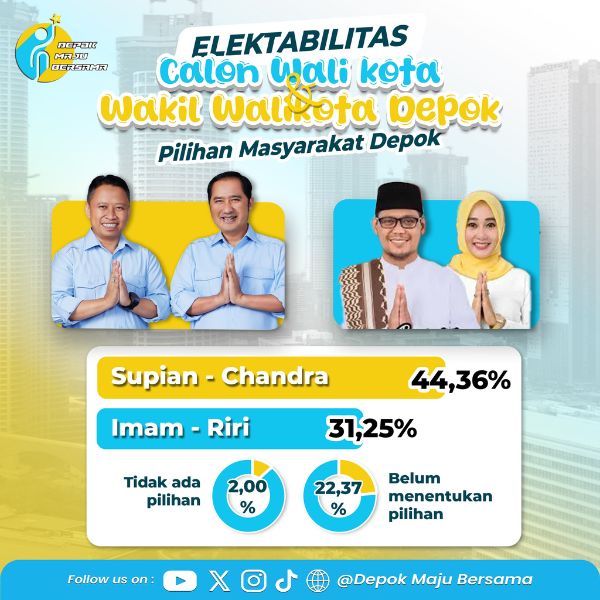 DEPAK
MAJU
BERSAMA
ELEKTABILITAS
Calon Wali kota
&
Wakil Walikota Depok
Pilihan Masyarakat Depok
Supian - Chandra 44,36%
Imam - Riri 31,25%
Tidak ada
pilihan
2,00
%
22,37
%
Belum
menentukan
pilihan
Follow us on : @Depok Maju Bersama